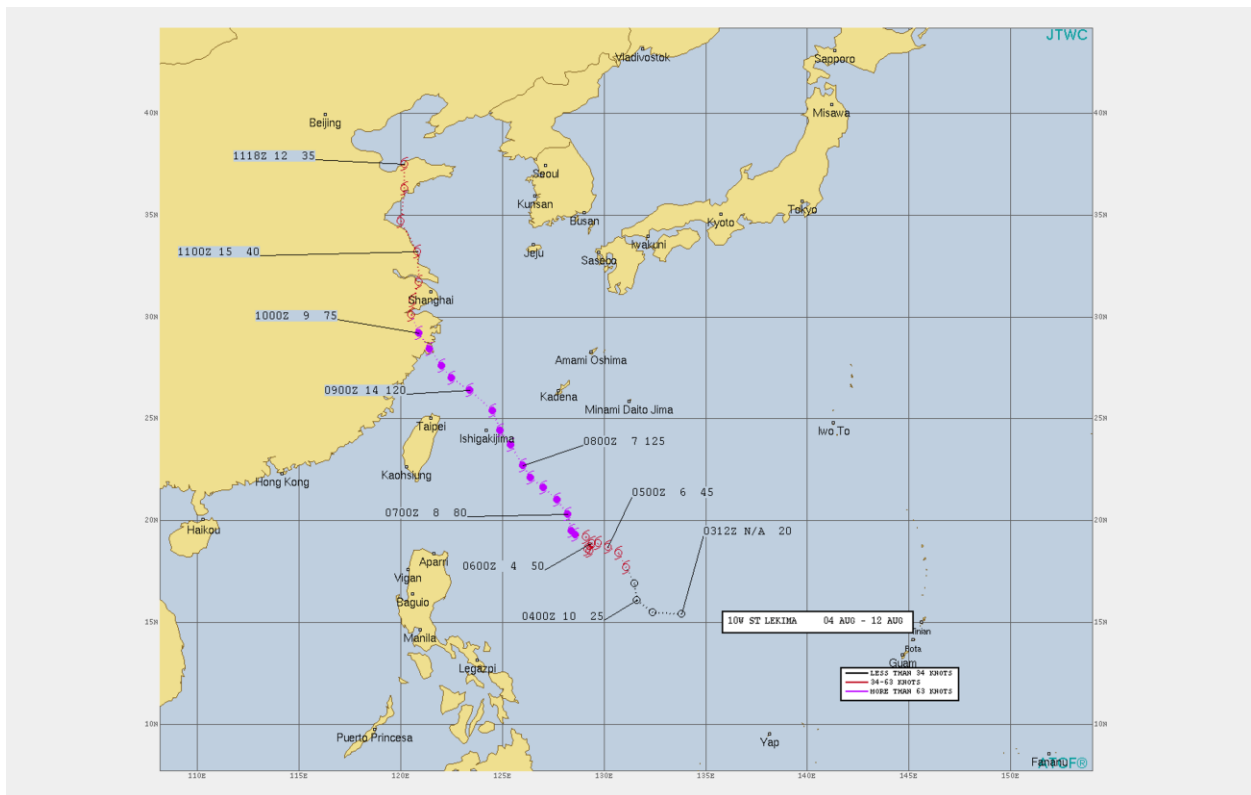 JTWC
Vladivostok
Sapporo
40N
Beijing
Misawa
40N
1118Z 12 35
Seoul
Kunsan
Busan
35N
Kyoto
Tokyo
35N
Iwakuni
1100Z 15 40
Jeju
Sasebo
Shanghai
1000Z 9 75
30N
30N
Amami Oshima
0900Z 14 120
Kadena
Minami Daito Jima
25N
Taipei
Ishigakijima
Iwo To
25N
0800Z 7 125
Kaohsiung
Hong Kong
0500Z 6 45
0700Z 8 80
Haikou
20N
0312Z N/A 20
20N
Aparri
0600Z 4 50
Vigan
Baguio
0400Z 10 25
15N
10W ST LEKIMA 04 AUG - 12 AUG
Tinian
15N
Manila
Rota
Guam
Legazpi
LESS THAN 34 KNOTS
34-63 KNOTS
MORE THAN 63 KNOTS
10N
10N
Puerto Princesa
Yap
Fananu
ATCF®
110E 115E 120E 125E 130E 135E 140E 145E 150E